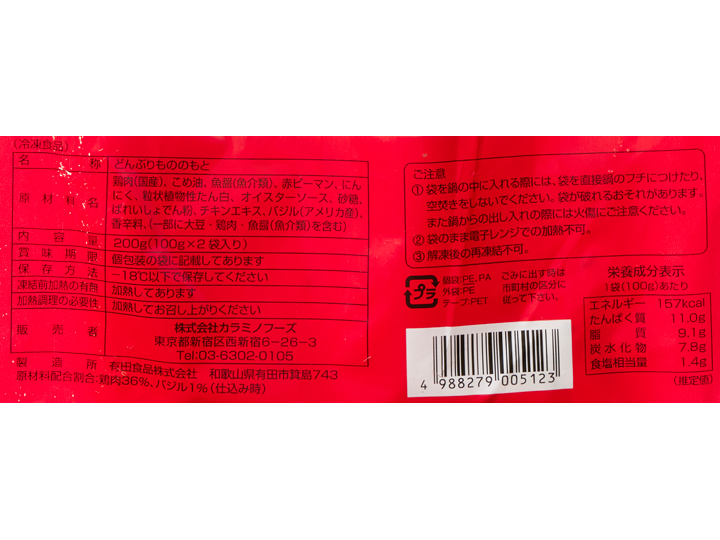 (冷凍食品)
名 称 どんぶりもののもと
原材料名 鶏肉(国産)、こめ油、魚醤(魚介類)、赤ピーマン、にん
にく、粒状植物性たん白、オイスターソース、砂糖、
ばれいしょでん粉、チキンエキス、バジル(アメリカ産)、
香辛料、(一部に大豆・鶏肉・魚醤(魚介類)を含む)
内容量 200g(100g×2袋入り)
賞味期限 個包装の袋に記載してあります
保存方法 −18℃以下で保存してください
凍結前加熱の有無 加熱してあります
加熱調理の必要性 加熱してお召し上がりください
販売者 株式会社カラミノフーズ
東京都新宿区西新宿6−26−3
Tel:03-6302-0105
製造所 有田食品株式会社 和歌山県有田市箕島743
原材料配合割合:鶏肉36%、バジル1%(仕込み時)
ご注意
①袋を鍋の中に入れる際には、袋を直接鍋のフチにつけたり、
空焚きをしないでください。袋が破れるおそれがあります。
また鍋からの出し入れの際には火傷にご注意ください。
②袋のまま電子レンジでの加熱不可。
③解凍後の再凍結不可。
プラ
個袋:PE,PA
外袋:PE
テープ:PET
ごみに出す時は
市町村の区分に
従って下さい。
栄養成分表示
1袋(100g)あたり
エネルギー 157kcal
たんぱく質 11.0g
脂質 9.1g
炭水化物 7.8g
食塩相当量 1.4g
(推定値)
4 988279 005123